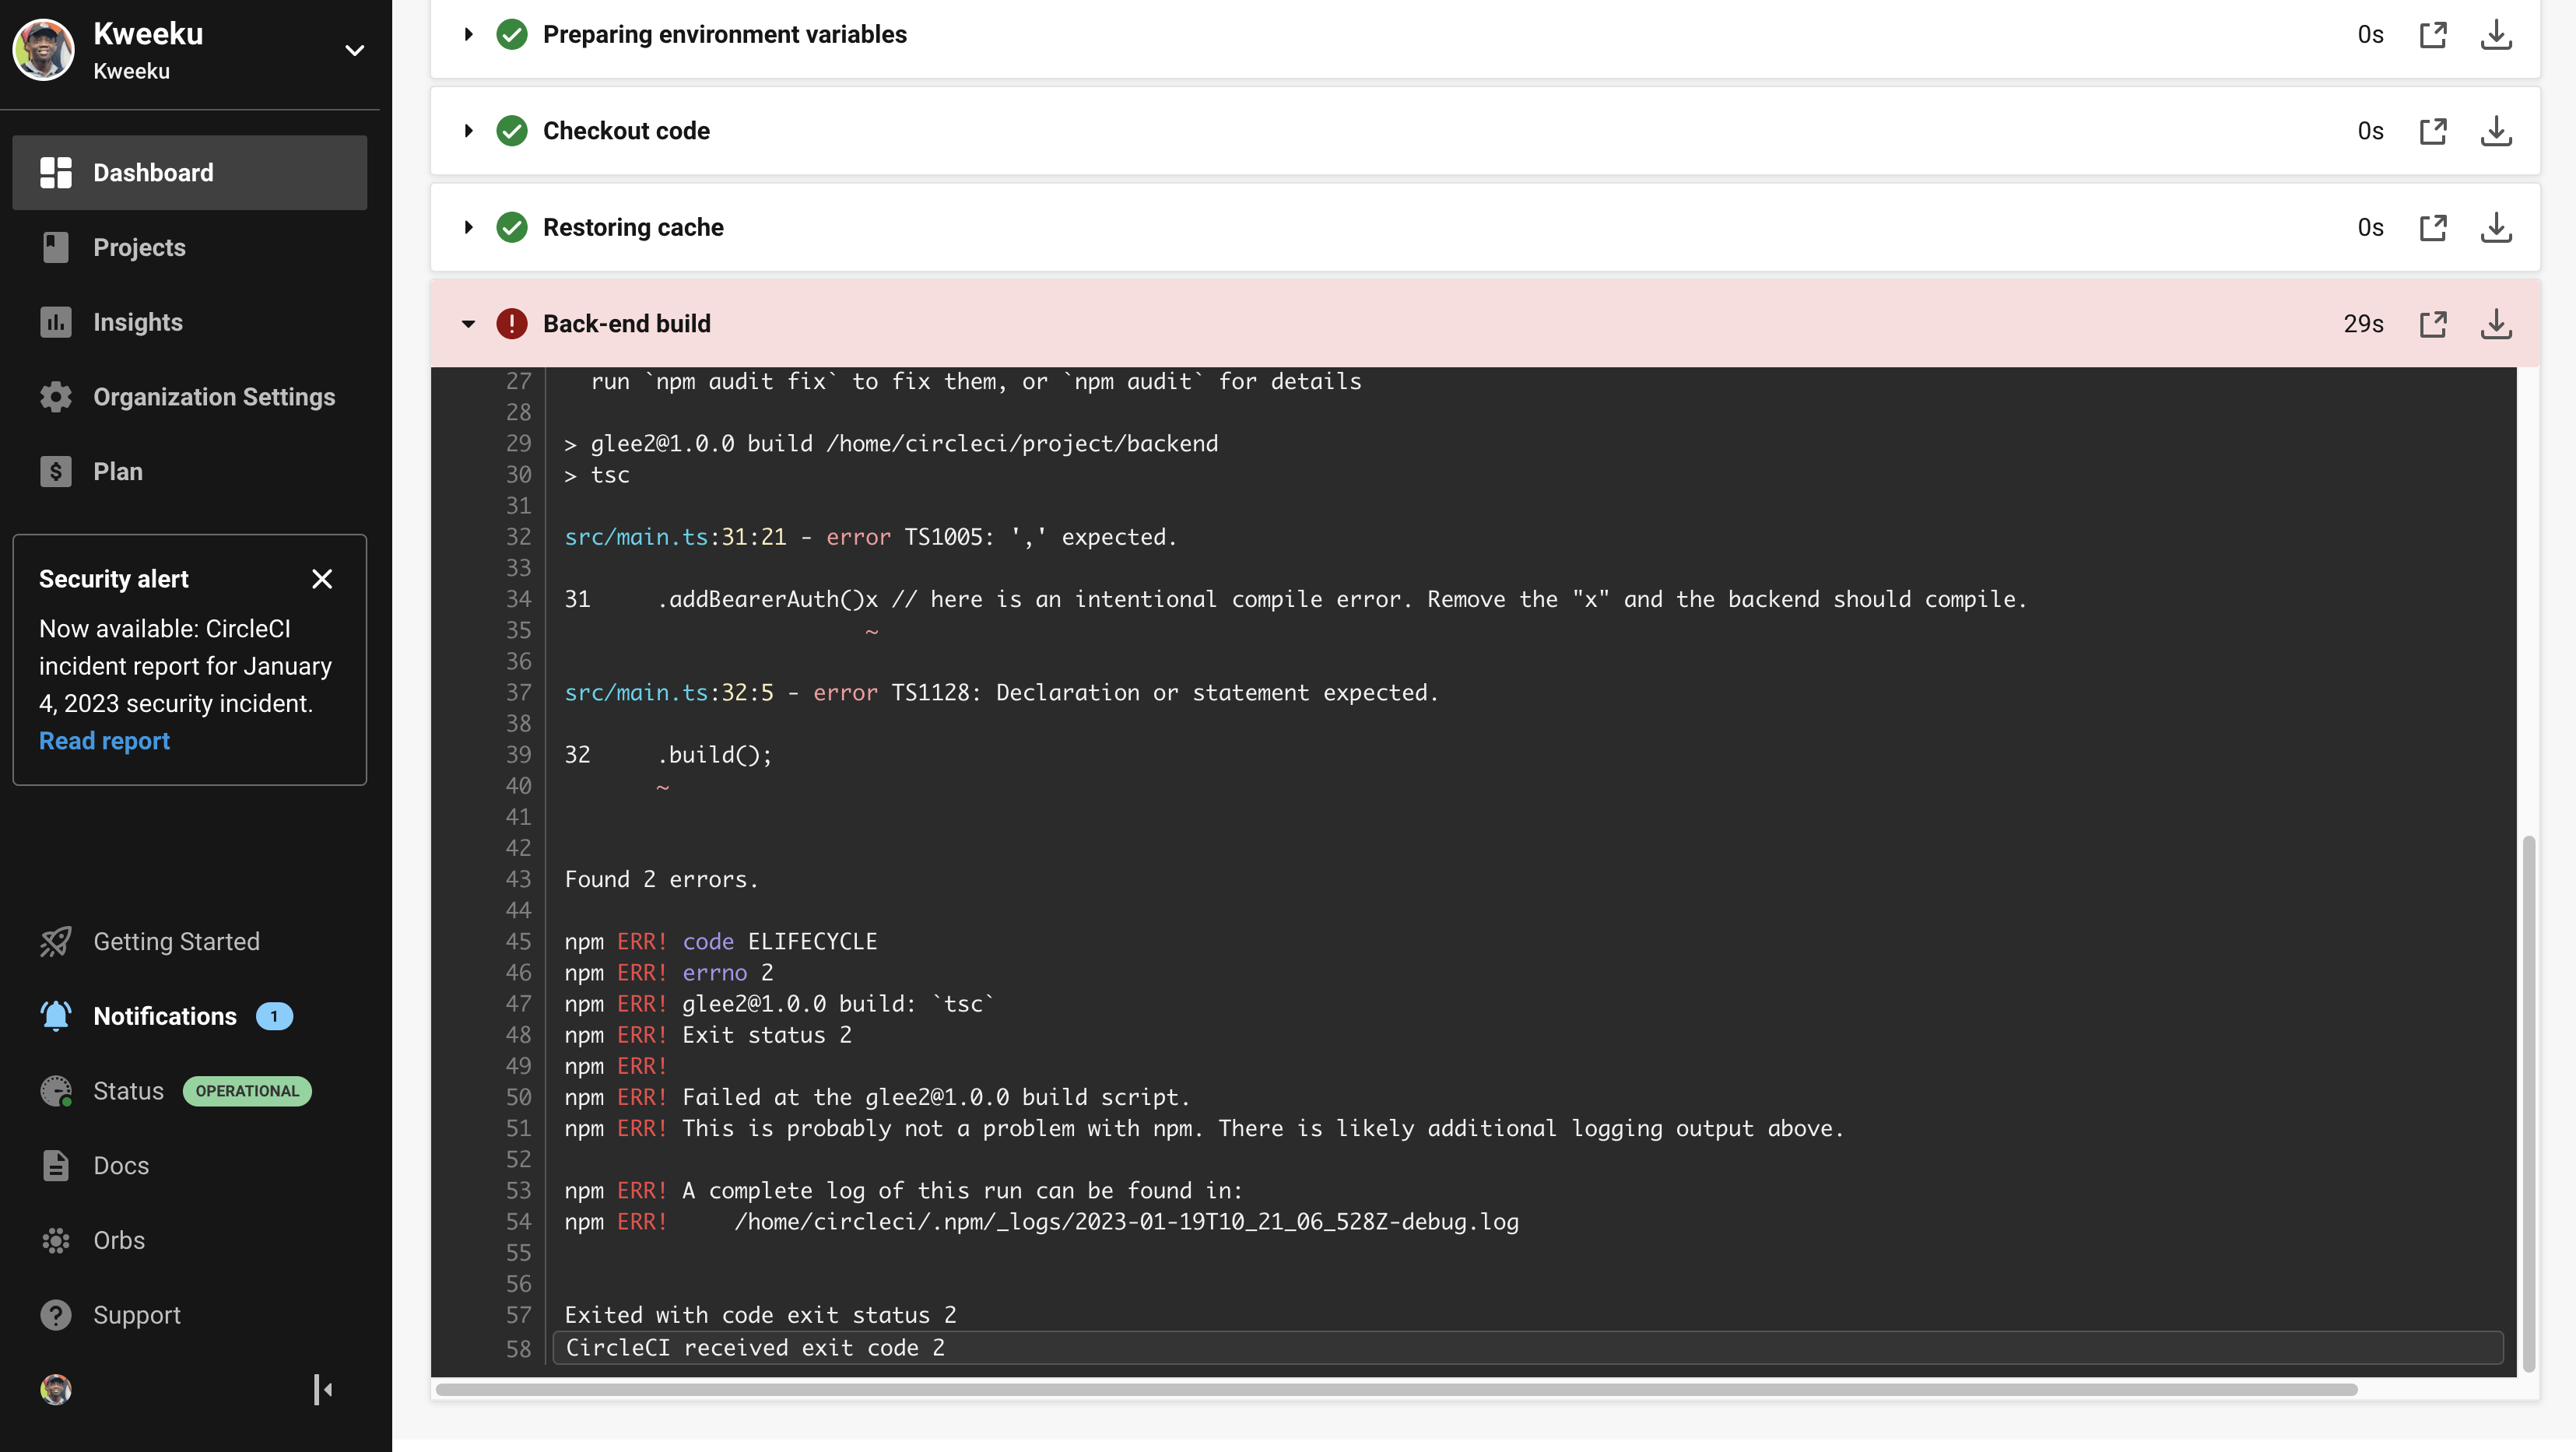 Kweeku
Kweeku
Dashboard
Projects
Insights
Organization Settings
Plan
Security alert
Now available: CircleCI
incident report for January
4, 2023 security incident.
Read report
Getting Started
Notifications 1
Status OPERATIONAL
Docs
Orbs
Support
Preparing environment variables 0s
Checkout code 0s
Restoring cache 0s
Back-end build 29s
27 run `npm audit fix` to fix them, or `npm audit` for details
28
29 > glee2@1.0.0 build /home/circleci/project/backend
30 > tsc
31
32 src/main.ts:31:21 - error TS1005: ',' expected.
33
34 31     .addBearerAuth()x // here is an intentional compile error. Remove the "x" and the backend should compile.
35                        ~
36
37 src/main.ts:32:5 - error TS1128: Declaration or statement expected.
38
39 32     .build();
40        ~
41
42
43 Found 2 errors.
44
45 npm ERR! code ELIFECYCLE
46 npm ERR! errno 2
47 npm ERR! glee2@1.0.0 build: `tsc`
48 npm ERR! Exit status 2
49 npm ERR!
50 npm ERR! Failed at the glee2@1.0.0 build script.
51 npm ERR! This is probably not a problem with npm. There is likely additional logging output above.
52
53 npm ERR! A complete log of this run can be found in:
54 npm ERR!     /home/circleci/.npm/_logs/2023-01-19T10_21_06_528Z-debug.log
55
56
57 Exited with code exit status 2
58 CircleCI received exit code 2